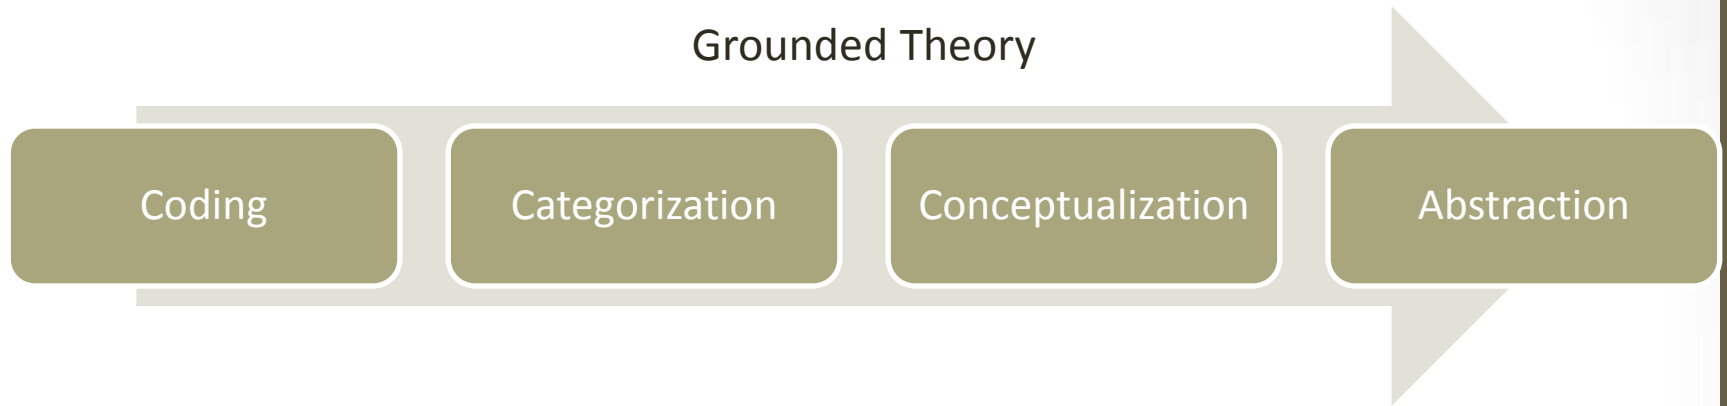 Grounded Theory
Coding
Categorization
Conceptualization
Abstraction